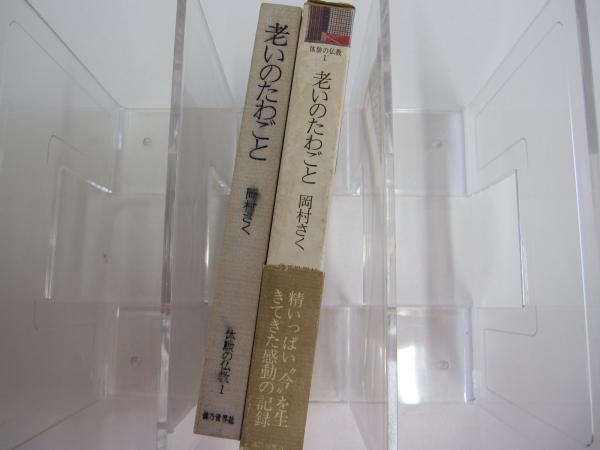 老いのたわごと
岡村さく
体験の仏教1
体験の仏教
1
老いのたわごと
岡村さく
精いっぱい〝今〟を生
きてきた感動の記録